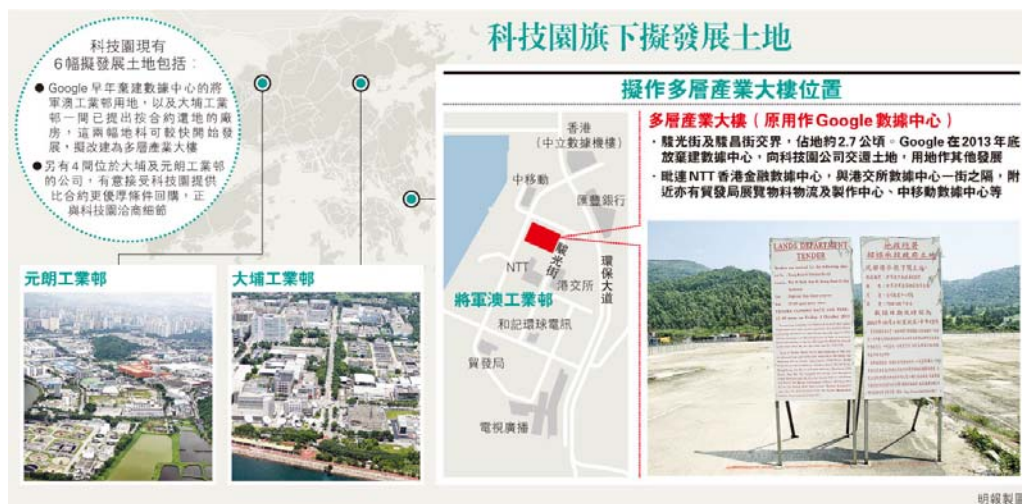 科技園旗下擬發展土地
科技園現有
6幅擬發展土地包括：
● Google早年棄建數據中心的將
軍澳工業邨用地，以及大埔工業
邨一間已提出按合約還地的廠
房，這兩幅地料可較快開始發
展，擬改建為多層產業大樓
● 另有4間位於大埔及元朗工業邨
的公司，有意接受科技園提供
比合約更優厚條件回購，正
與科技園洽商細節
元朗工業邨
大埔工業邨
擬作多層產業大樓位置
香港
（中立數據機樓）
中移動
匯豐銀行
駿光街
環保大道
NTT
港交所
將軍澳工業邨
和記環球電訊
貿發局
電視廣播
多層產業大樓（原用作Google數據中心）
・駿光街及駿昌街交界，佔地約2.7公頃。Google在2013年底
放棄建數據中心，向科技園公司交還土地，用地作其他發展
・毗連NTT香港金融數據中心，與港交所數據中心一街之隔，附
近亦有貿發局展覽物料物流及製作中心、中移動數據中心等
LANDS DEPARTMENT
TENDER
明報製圖